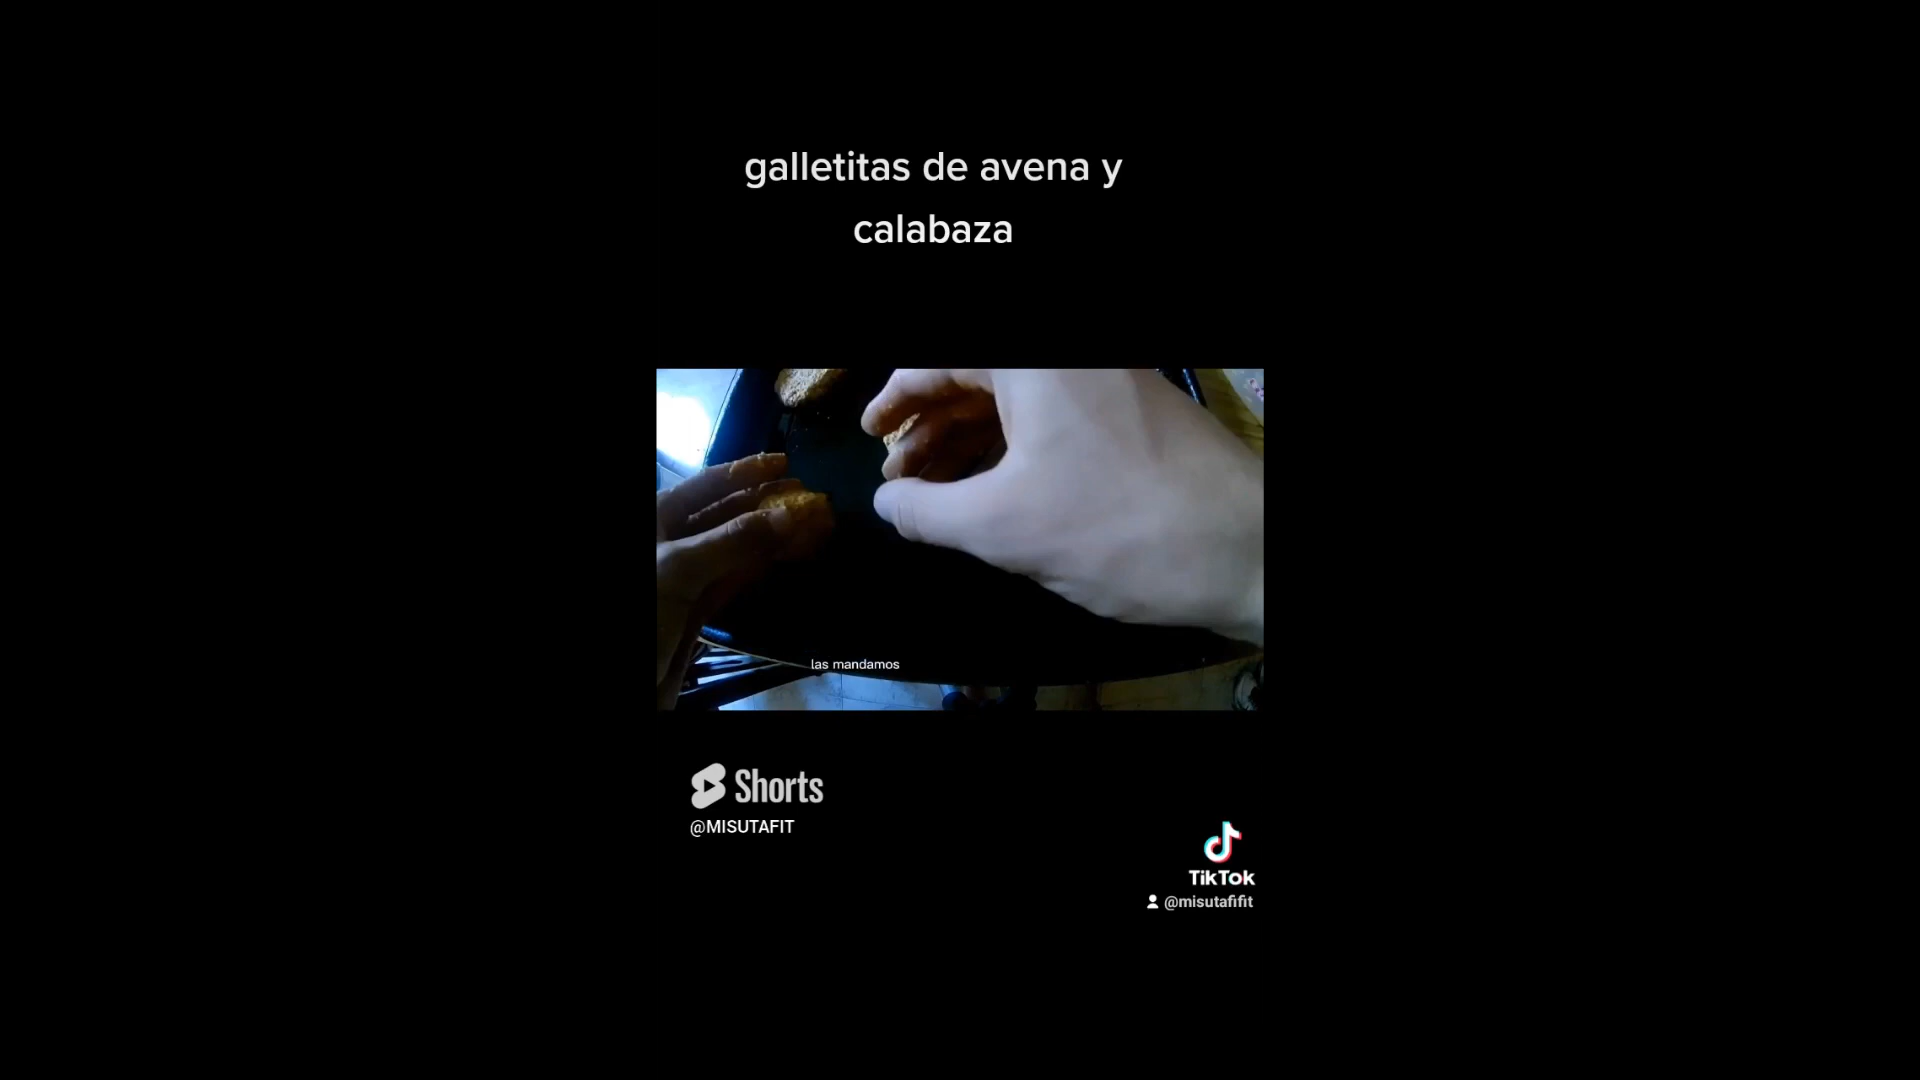 galletitas de avena y
calabaza
las mandamos
Shorts
@MISUTAFIT
TikTok
@misutafifit